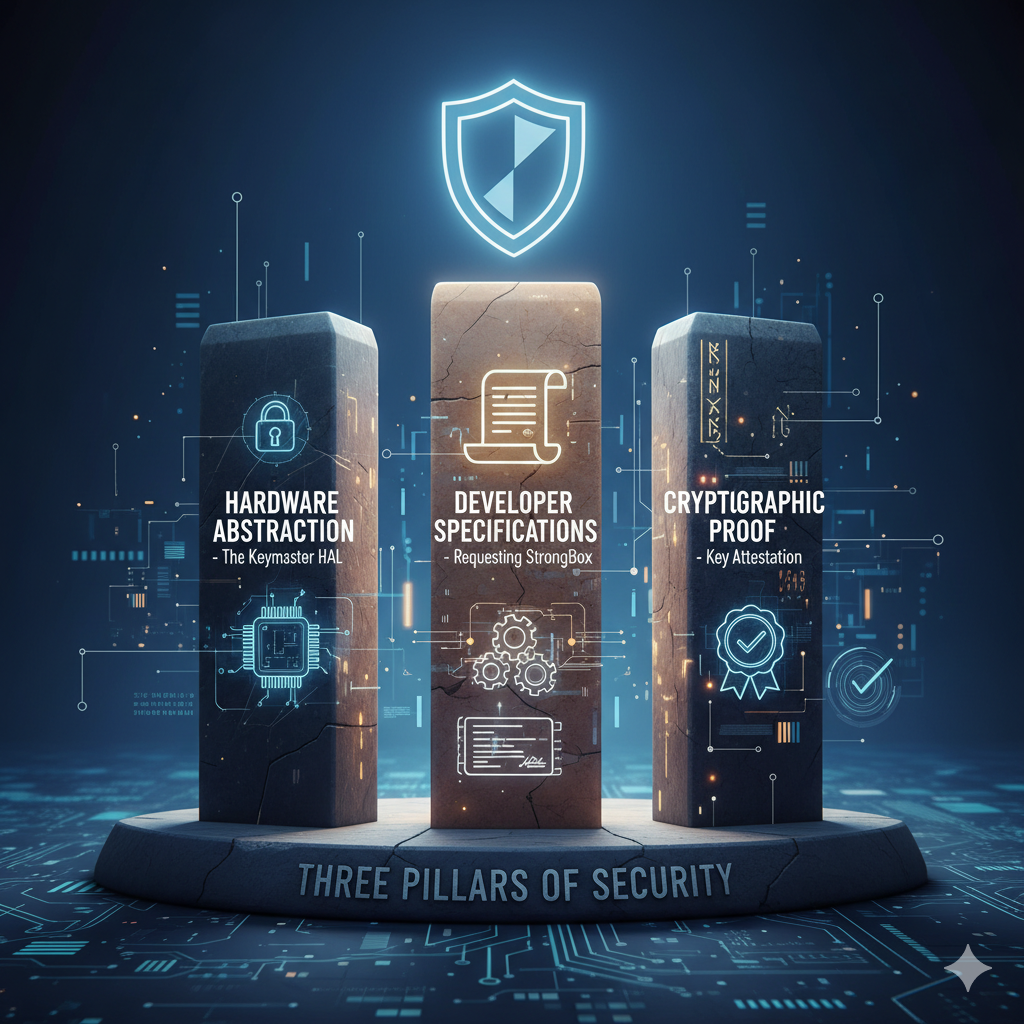 HARDWARE
ABSTRACTION
- The Keymaster HAL
DEVELOPER
SPECIFICATIONS
- Requesting StrongBox
CRYPTIGRAPHIC
PROOF
- Key Attestation
THREE PILLARS OF SECURITY